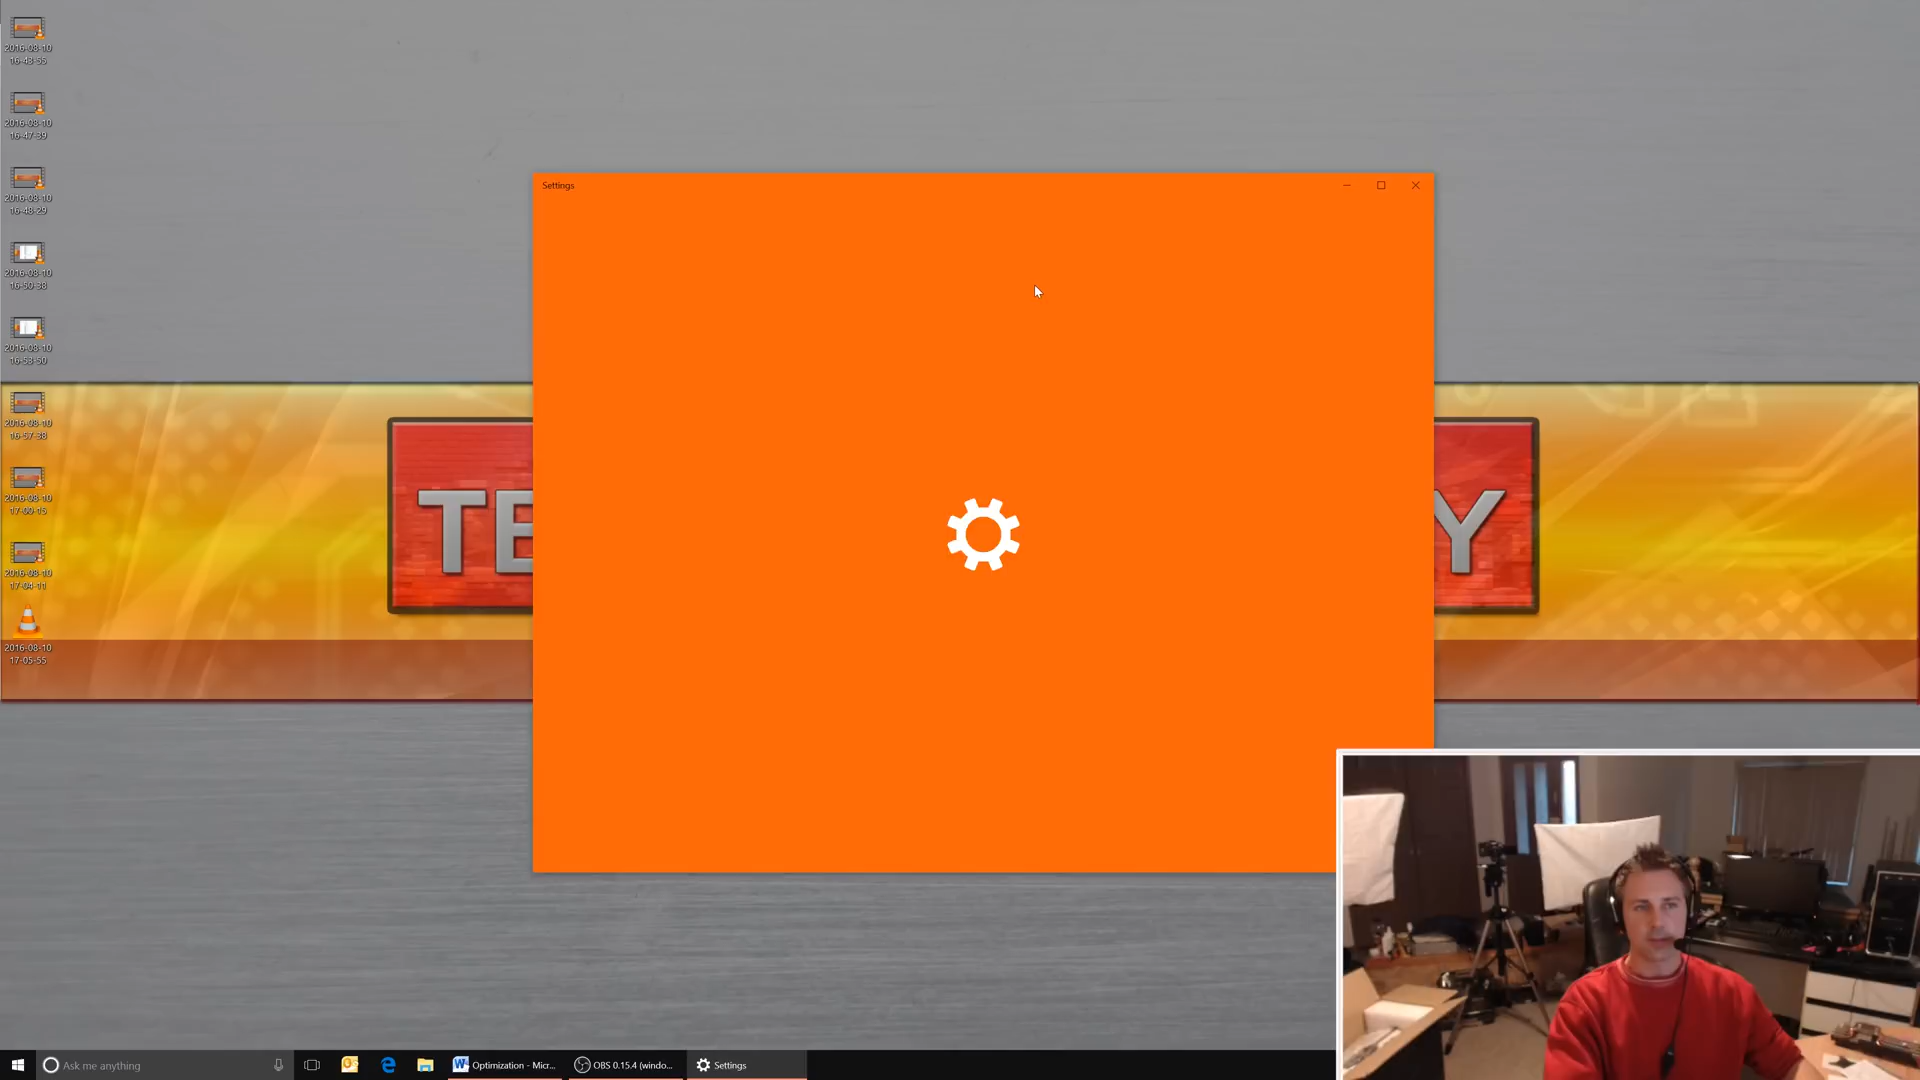 2016-08-10
16-43-55
2016-08-10
16-47-39
2016-08-10
16-48-29
2016-08-10
16-50-38
2016-08-10
16-53-50
2016-08-10
16-57-38
2016-08-10
17-00-15
2016-08-10
17-04-11
2016-08-10
17-05-55
Settings
TE
Y
Ask me anything
Optimization - Micr...
OBS 0.15.4 (windo...
Settings